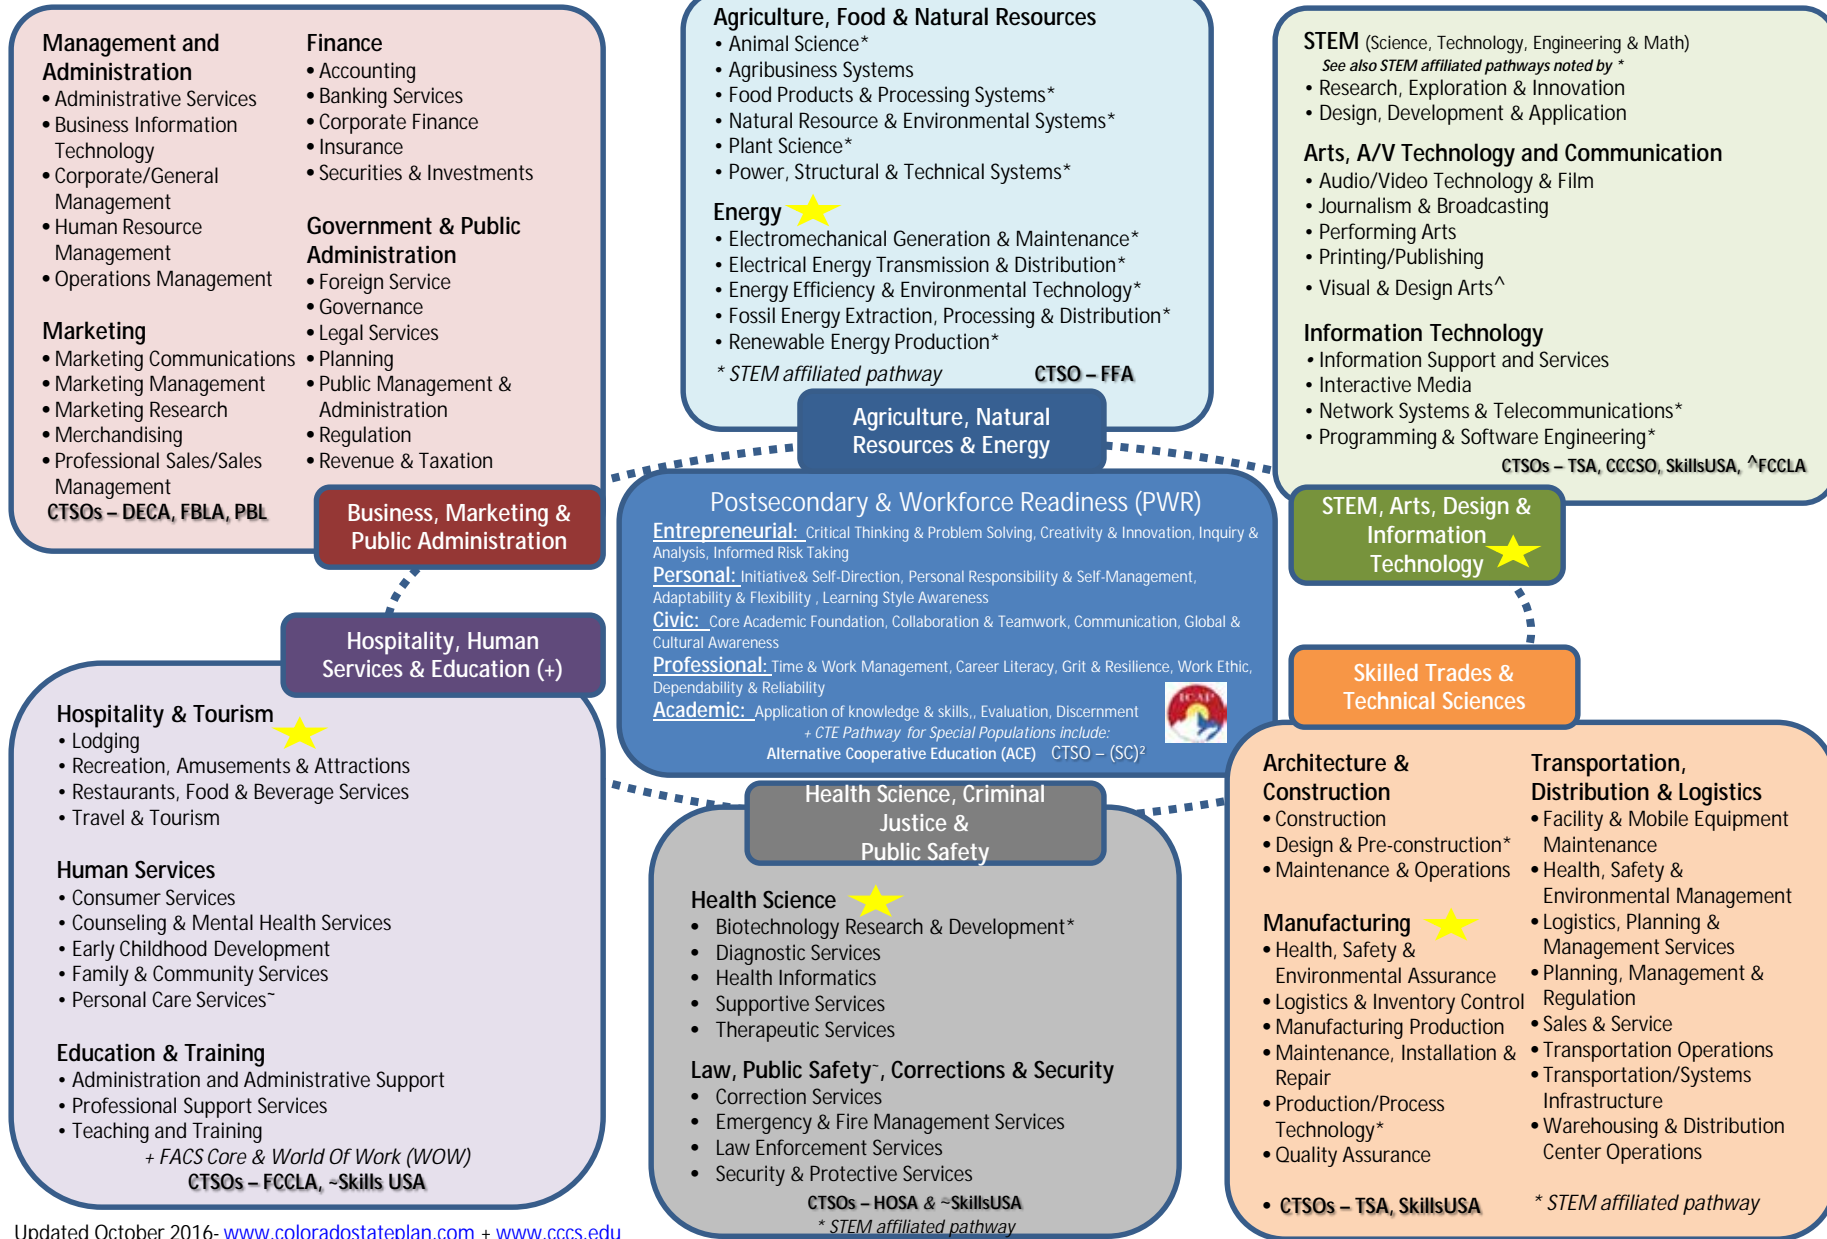 Management and
Administration
• Administrative Services
• Business Information
Technology
• Corporate/General
Management
• Human Resource
Management
• Operations Management
Marketing
• Marketing Communications
• Marketing Management
• Marketing Research
• Merchandising
• Professional Sales/Sales
Management
CTSOs – DECA, FBLA, PBL
Finance
• Accounting
• Banking Services
• Corporate Finance
• Insurance
• Securities & Investments
Government & Public
Administration
• Foreign Service
• Governance
• Legal Services
• Planning
• Public Management &
Administration
• Regulation
• Revenue & Taxation
Business, Marketing &
Public Administration
Agriculture, Food & Natural Resources
• Animal Science*
• Agribusiness Systems
• Food Products & Processing Systems*
• Natural Resource & Environmental Systems*
• Plant Science*
• Power, Structural & Technical Systems*
Energy
• Electromechanical Generation & Maintenance*
• Electrical Energy Transmission & Distribution*
• Energy Efficiency & Environmental Technology*
• Fossil Energy Extraction, Processing & Distribution*
• Renewable Energy Production*
* STEM affiliated pathway CTSO – FFA
Agriculture, Natural
Resources & Energy
STEM (Science, Technology, Engineering & Math)
See also STEM affiliated pathways noted by *
• Research, Exploration & Innovation
• Design, Development & Application
Arts, A/V Technology and Communication
• Audio/Video Technology & Film
• Journalism & Broadcasting
• Performing Arts
• Printing/Publishing
• Visual & Design Arts^
Information Technology
• Information Support and Services
• Interactive Media
• Network Systems & Telecommunications*
• Programming & Software Engineering*
CTSOs – TSA, CCCSO, SkillsUSA, ^FCCLA
STEM, Arts, Design &
Information
Technology
Postsecondary & Workforce Readiness (PWR)
Entrepreneurial: Critical Thinking & Problem Solving, Creativity & Innovation, Inquiry &
Analysis, Informed Risk Taking
Personal: Initiative& Self-Direction, Personal Responsibility & Self-Management,
Adaptability & Flexibility , Learning Style Awareness
Civic: Core Academic Foundation, Collaboration & Teamwork, Communication, Global &
Cultural Awareness
Professional: Time & Work Management, Career Literacy, Grit & Resilience, Work Ethic,
Dependability & Reliability
Academic: Application of knowledge & skills,, Evaluation, Discernment
+ CTE Pathway for Special Populations include:
Alternative Cooperative Education (ACE) CTSO – (SC)²
ICAP
Hospitality, Human
Services & Education (+)
Hospitality & Tourism
• Lodging
• Recreation, Amusements & Attractions
• Restaurants, Food & Beverage Services
• Travel & Tourism
Human Services
• Consumer Services
• Counseling & Mental Health Services
• Early Childhood Development
• Family & Community Services
• Personal Care Services~
Education & Training
• Administration and Administrative Support
• Professional Support Services
• Teaching and Training
+ FACS Core & World Of Work (WOW)
CTSOs – FCCLA, ~Skills USA
Health Science, Criminal
Justice &
Public Safety
Health Science
• Biotechnology Research & Development*
• Diagnostic Services
• Health Informatics
• Supportive Services
• Therapeutic Services
Law, Public Safety~, Corrections & Security
• Correction Services
• Emergency & Fire Management Services
• Law Enforcement Services
• Security & Protective Services
CTSOs – HOSA & ~SkillsUSA
* STEM affiliated pathway
Skilled Trades &
Technical Sciences
Architecture &
Construction
• Construction
• Design & Pre-construction*
• Maintenance & Operations
Manufacturing
• Health, Safety &
Environmental Assurance
• Logistics & Inventory Control
• Manufacturing Production
• Maintenance, Installation &
Repair
• Production/Process
Technology*
• Quality Assurance
• CTSOs – TSA, SkillsUSA
Transportation,
Distribution & Logistics
• Facility & Mobile Equipment
Maintenance
• Health, Safety &
Environmental Management
• Logistics, Planning &
Management Services
• Planning, Management &
Regulation
• Sales & Service
• Transportation Operations
• Transportation/Systems
Infrastructure
• Warehousing & Distribution
Center Operations
* STEM affiliated pathway
Updated October 2016- www.coloradostateplan.com + www.cccs.edu